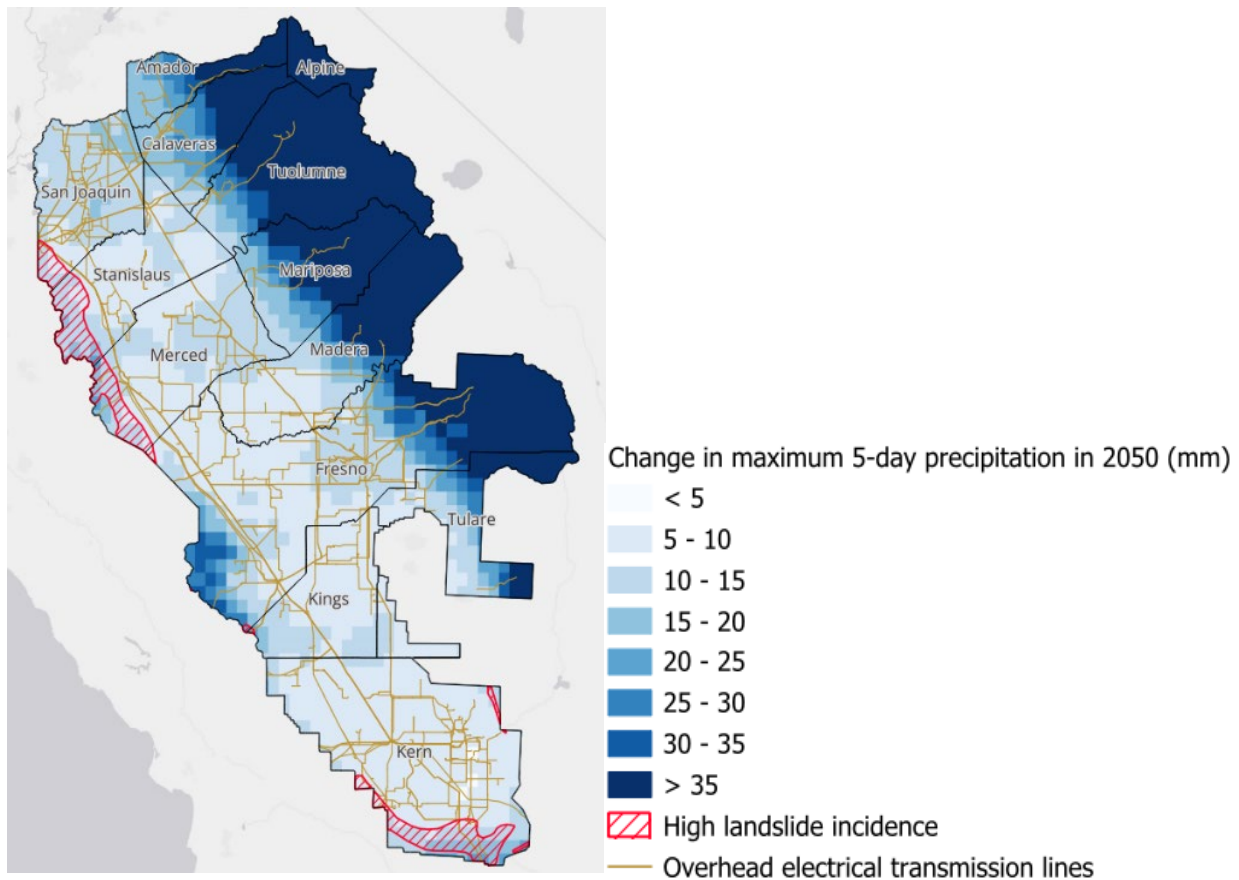 Amador
Alpine
Calaveras
Tuolumne
San Joaquin
Stanislaus
Mariposa
Merced
Madera
Fresno
Tulare
Kings
Kern
Change in maximum 5-day precipitation in 2050 (mm)
< 5
5 - 10
10 - 15
15 - 20
20 - 25
25 - 30
30 - 35
> 35
High landslide incidence
Overhead electrical transmission lines